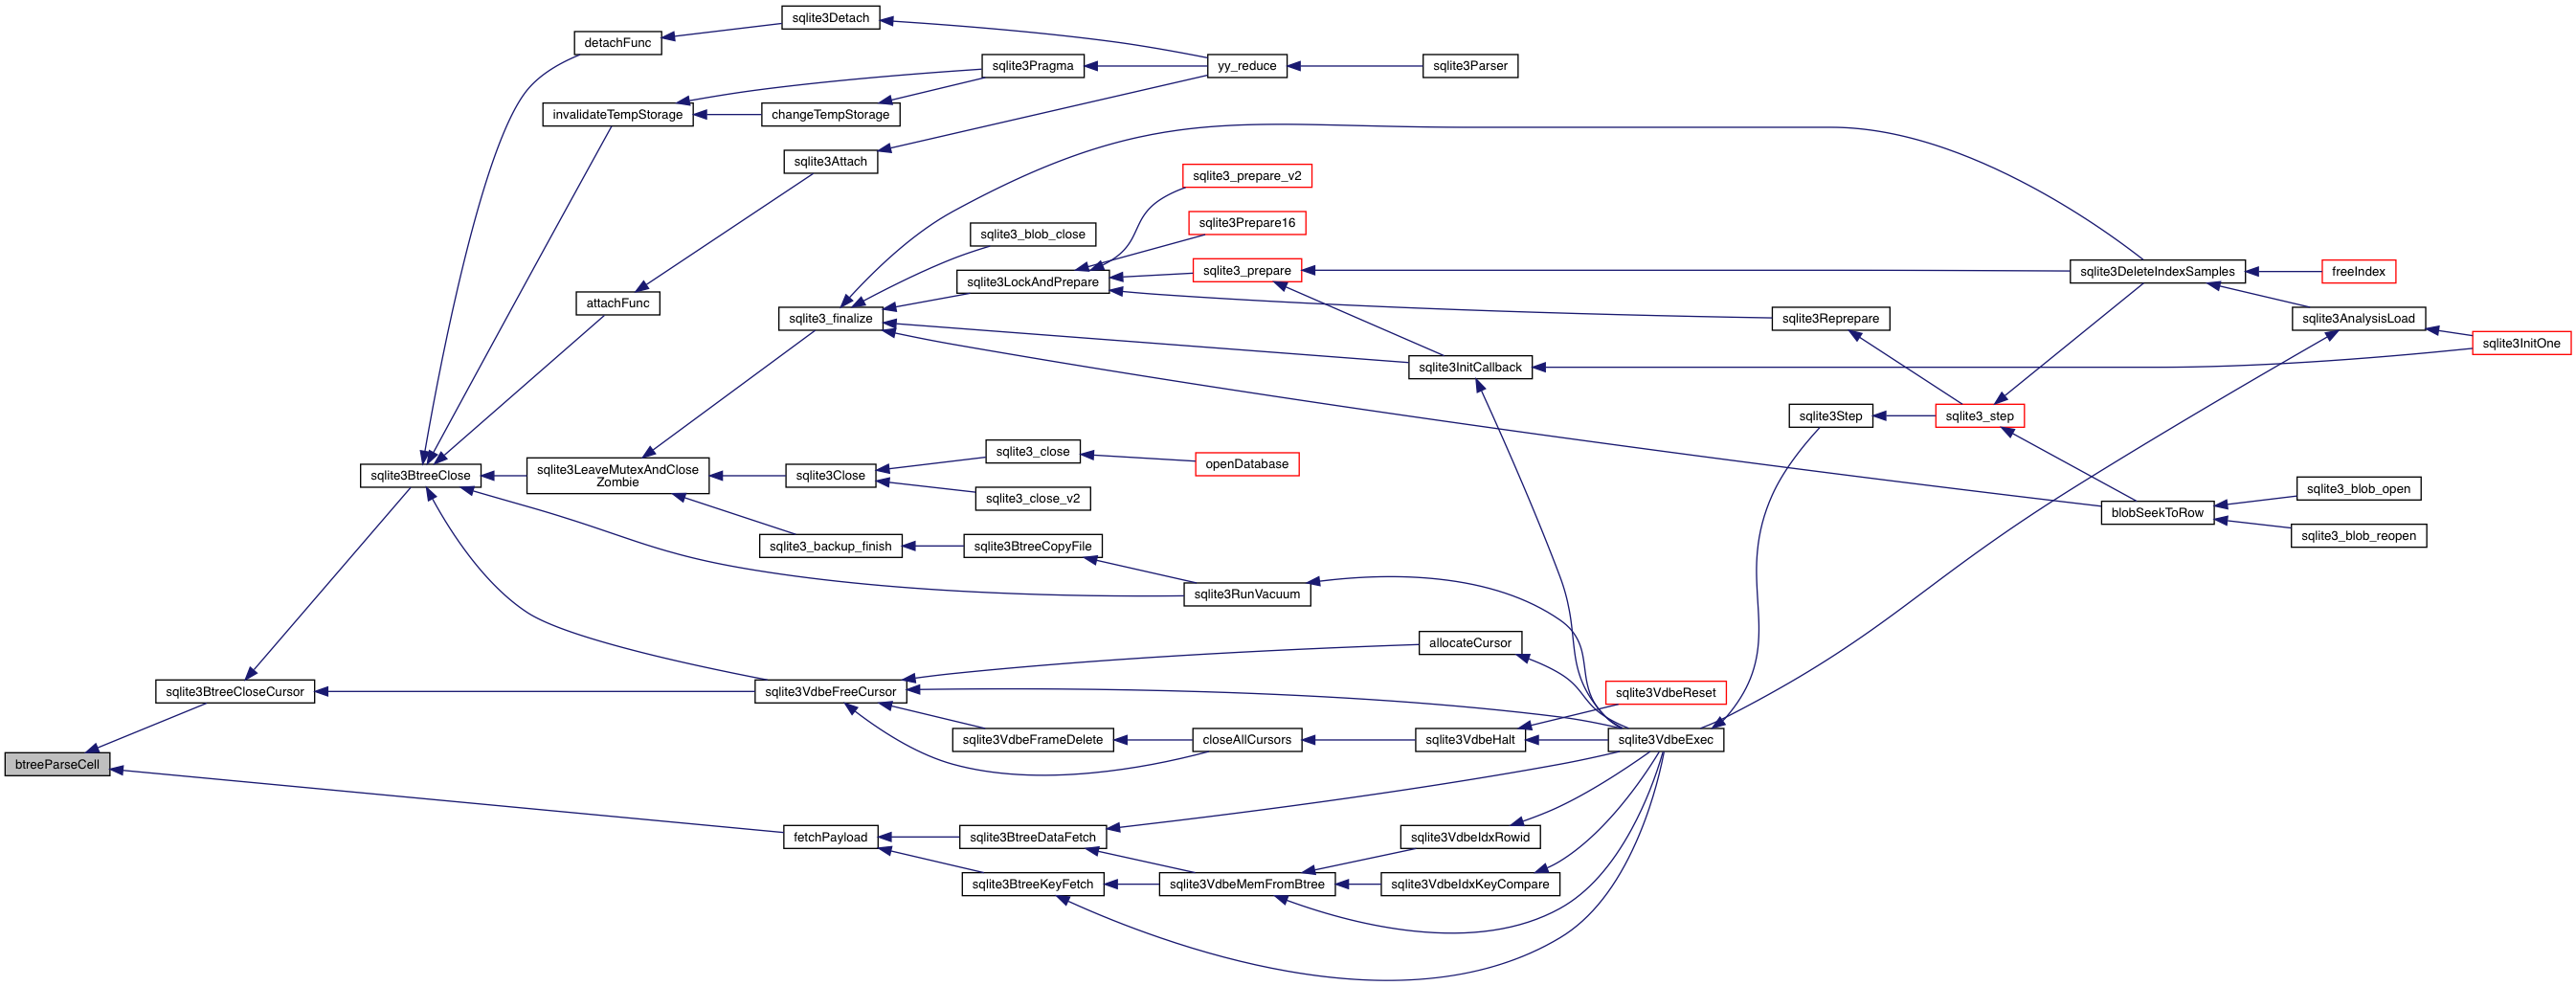 sqlite3Detach
detachFunc
sqlite3Pragma
yy_reduce
sqlite3Parser
invalidateTempStorage
changeTempStorage
sqlite3Attach
sqlite3_prepare_v2
sqlite3Prepare16
sqlite3_blob_close
sqlite3_prepare
sqlite3DeleteIndexSamples
freeIndex
sqlite3LockAndPrepare
attachFunc
sqlite3_finalize
sqlite3Reprepare
sqlite3AnalysisLoad
sqlite3InitOne
sqlite3InitCallback
sqlite3Step
sqlite3_step
sqlite3_close
openDatabase
sqlite3BtreeClose
sqlite3LeaveMutexAndClose
Zombie
sqlite3Close
sqlite3_close_v2
sqlite3_blob_open
blobSeekToRow
sqlite3_blob_reopen
sqlite3_backup_finish
sqlite3BtreeCopyFile
sqlite3RunVacuum
allocateCursor
sqlite3BtreeCloseCursor
sqlite3VdbeFreeCursor
sqlite3VdbeReset
sqlite3VdbeFrameDelete
closeAllCursors
sqlite3VdbeHalt
sqlite3VdbeExec
btreeParseCell
fetchPayload
sqlite3BtreeDataFetch
sqlite3VdbeIdxRowid
sqlite3BtreeKeyFetch
sqlite3VdbeMemFromBtree
sqlite3VdbeIdxKeyCompare